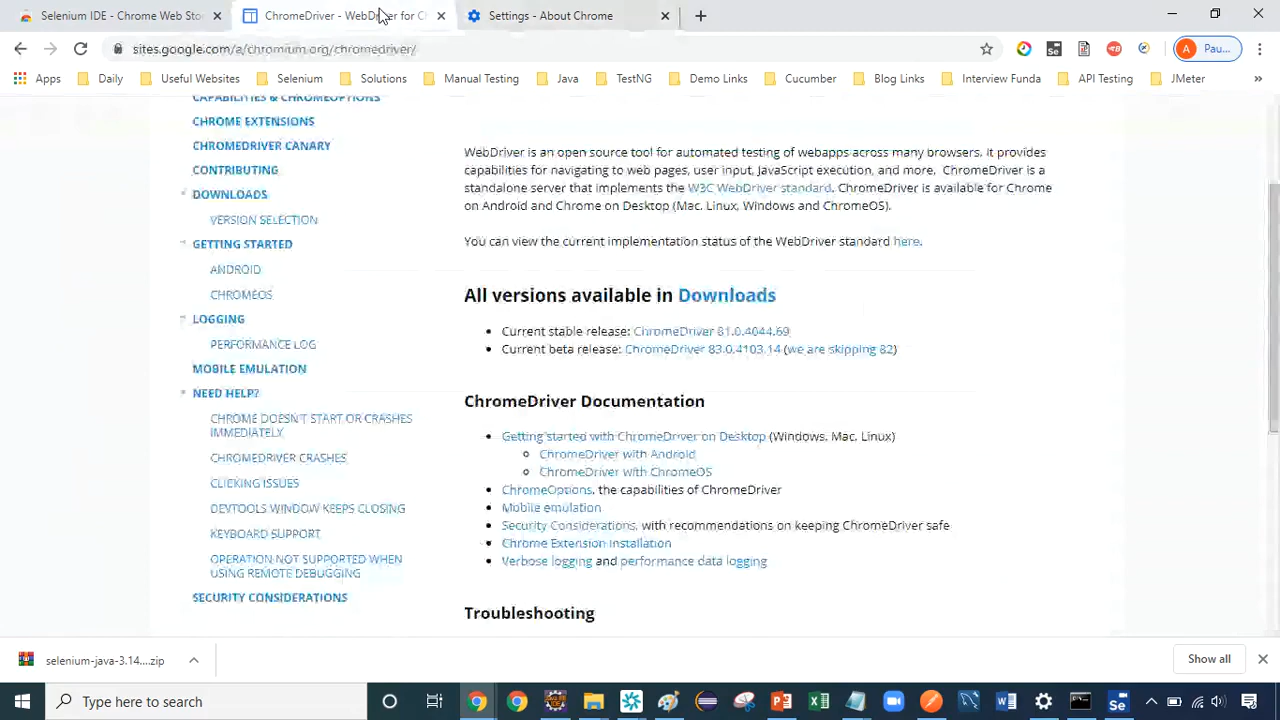 Selenium IDE - Chrome Web Sto
ChromeDriver - WebDriver for Ch
Settings - About Chrome
sites.google.com/a/chromium.org/chromedriver/
A Pau...
Apps Daily Useful Websites Selenium Solutions Manual Testing Java TestNG Demo Links Cucumber Blog Links Interview Funda API Testing JMeter »
CAPABILITIES & CHROMEOPTIONS
CHROME EXTENSIONS
CHROMEDRIVER CANARY
CONTRIBUTING
DOWNLOADS
VERSION SELECTION
GETTING STARTED
ANDROID
CHROMEOS
LOGGING
PERFORMANCE LOG
MOBILE EMULATION
NEED HELP?
CHROME DOESN'T START OR CRASHES
IMMEDIATELY
CHROMEDRIVER CRASHES
CLICKING ISSUES
DEVTOOLS WINDOW KEEPS CLOSING
KEYBOARD SUPPORT
OPERATION NOT SUPPORTED WHEN
USING REMOTE DEBUGGING
SECURITY CONSIDERATIONS
WebDriver is an open source tool for automated testing of webapps across many browsers. It provides
capabilities for navigating to web pages, user input, JavaScript execution, and more. ChromeDriver is a
standalone server that implements the W3C WebDriver standard. ChromeDriver is available for Chrome
on Android and Chrome on Desktop (Mac, Linux, Windows and ChromeOS).
You can view the current implementation status of the WebDriver standard here.
All versions available in Downloads
• Current stable release: ChromeDriver 81.0.4044.69
• Current beta release: ChromeDriver 83.0.4103.14 (we are skipping 82)
ChromeDriver Documentation
• Getting started with ChromeDriver on Desktop (Windows, Mac, Linux)
ChromeDriver with Android
ChromeDriver with ChromeOS
• ChromeOptions, the capabilities of ChromeDriver
• Mobile emulation
• Security Considerations, with recommendations on keeping ChromeDriver safe
• Chrome Extension Installation
• Verbose logging and performance data logging
Troubleshooting
selenium-java-3.14....zip
Show all
Type here to search